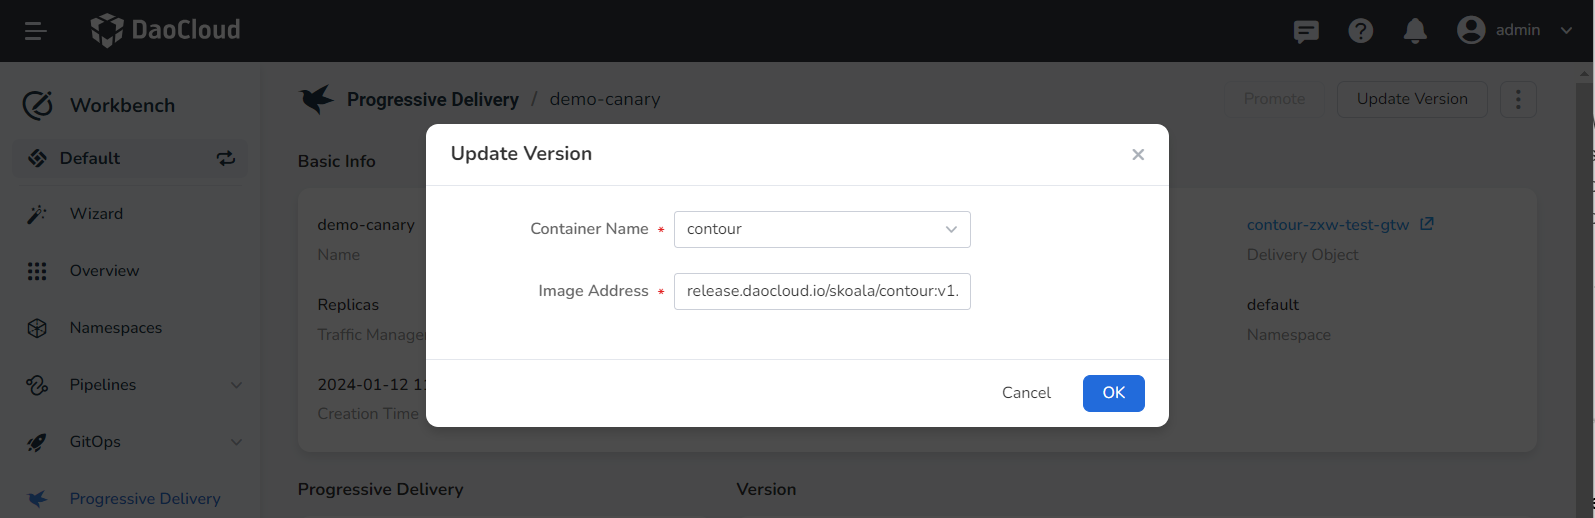 DaoCloud
admin
Workbench
Default
Wizard
Overview
Namespaces
Pipelines
GitOps
Progressive Delivery
Progressive Delivery / demo-canary
Promote
Update Version
Basic Info
demo-canary
Name
Replicas
Traffic Manage
2024-01-12 1
Creation Time
contour-zxw-test-gtw
Delivery Object
default
Namespace
Update Version
Container Name * contour
Image Address * release.daocloud.io/skoala/contour:v1.
Cancel OK
Progressive Delivery
Version